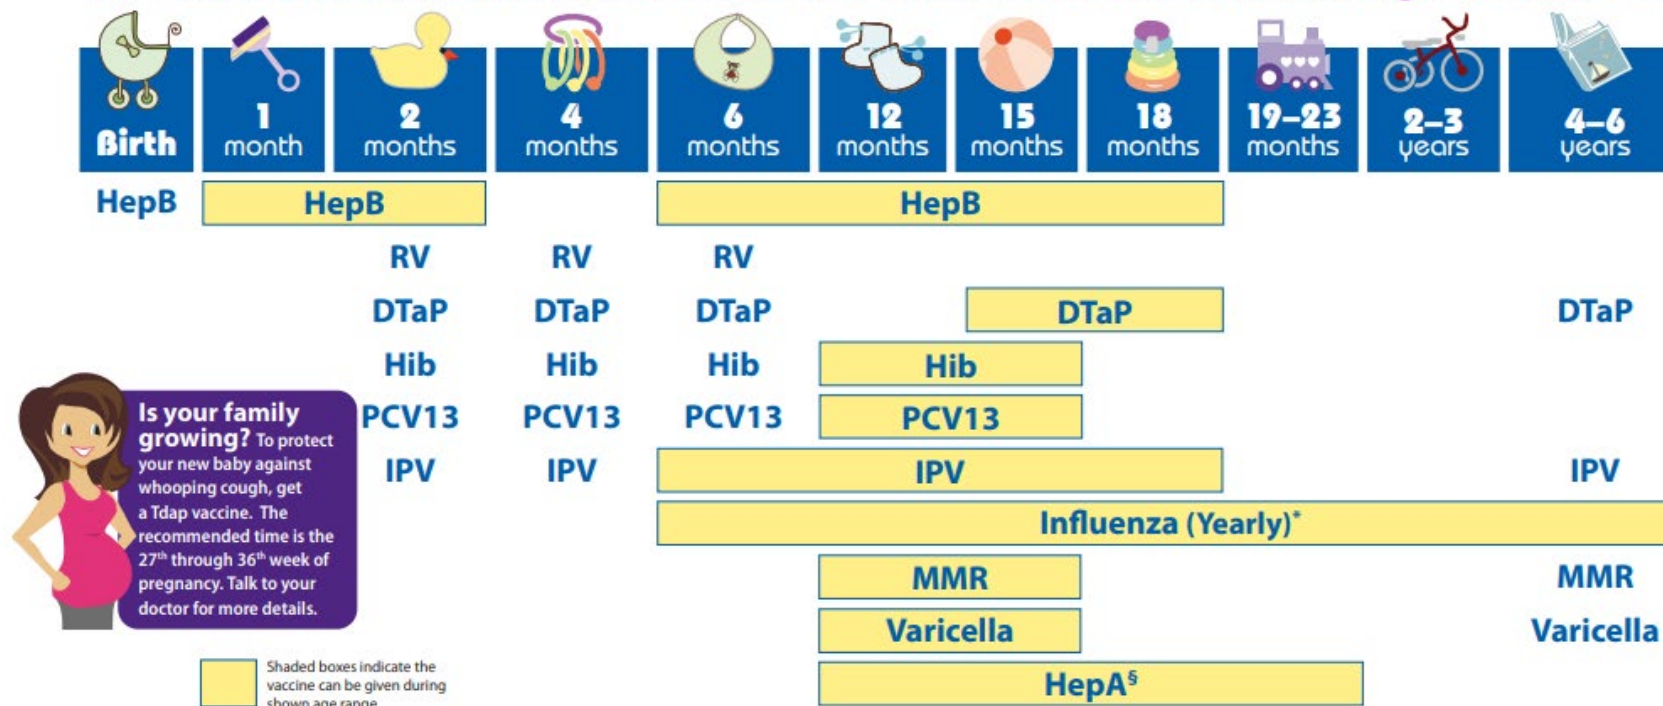 Birth
1 month
2 months
4 months
6 months
12 months
15 months
18 months
19–23 months
2–3 years
4–6 years
HepB HepB HepB
RV RV RV
DTaP DTaP DTaP DTaP DTaP
Hib Hib Hib Hib
PCV13 PCV13 PCV13 PCV13
IPV IPV IPV IPV
Influenza (Yearly)*
MMR MMR
Varicella Varicella
HepA§
Is your family
growing? To protect
your new baby against
whooping cough, get
a Tdap vaccine. The
recommended time is the
27th through 36th week of
pregnancy. Talk to your
doctor for more details.
Shaded boxes indicate the
vaccine can be given during
shown age range